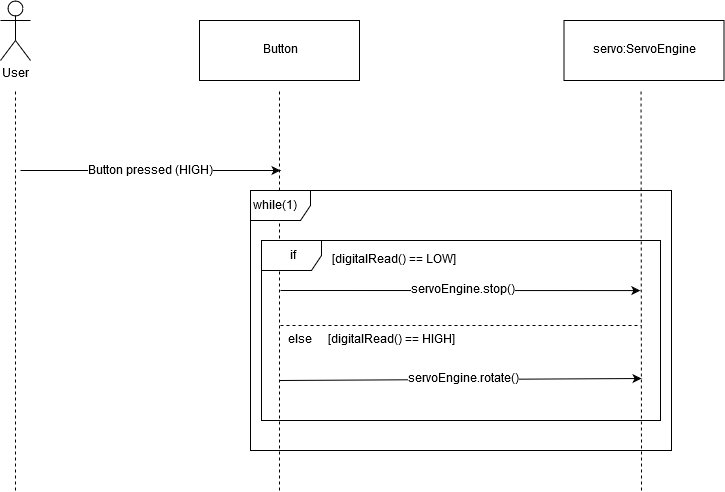 User
Button
servo:ServoEngine
Button pressed (HIGH)
while(1)
if
[digitalRead() == LOW]
servoEngine.stop()
else [digitalRead() == HIGH]
servoEngine.rotate()